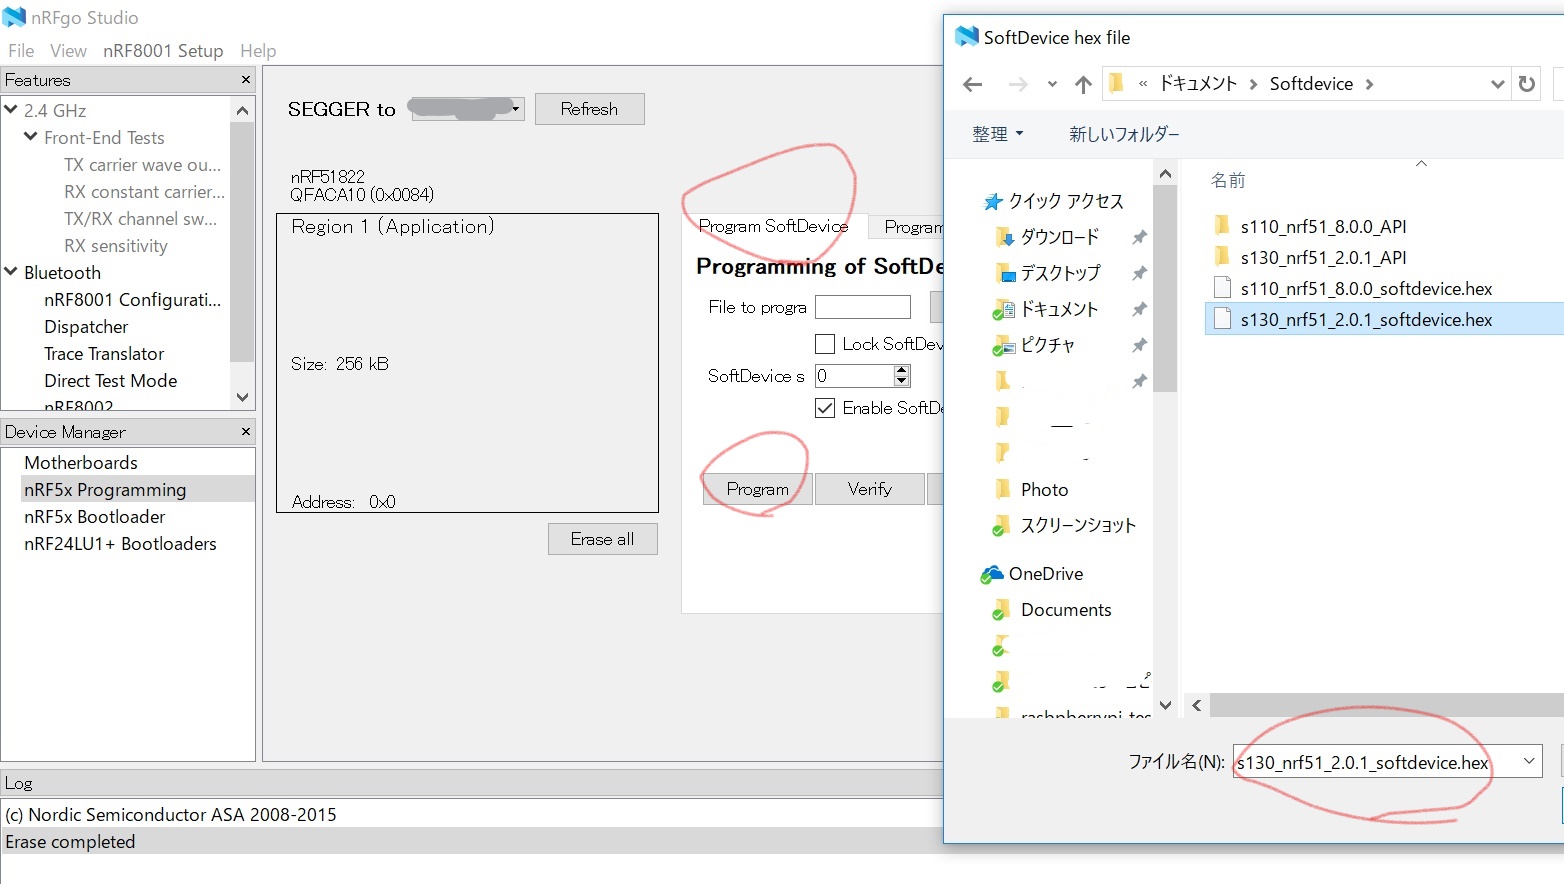 nRFgo Studio
File View nRF8001 Setup Help
Features ×
2.4 GHz
Front-End Tests
TX carrier wave ou...
RX constant carrier...
TX/RX channel sw...
RX sensitivity
Bluetooth
nRF8001 Configurati...
Dispatcher
Trace Translator
Direct Test Mode
nRF8002
Device Manager ×
Motherboards
nRF5x Programming
nRF5x Bootloader
nRF24LU1+ Bootloaders
SEGGER to
Refresh
nRF51822
QFACA10 (0x0084)
Region 1 (Application)
Size: 256 kB
Address: 0x0
Erase all
Program SoftDevice
Program
Programming of SoftDe
File to progra
Lock SoftDev
SoftDevice s 0
Enable SoftDe
Program Verify
Log
(c) Nordic Semiconductor ASA 2008-2015
Erase completed
SoftDevice hex file
« ドキュメント > Softdevice >
整理 新しいフォルダー
クイック アクセス
ダウンロード
デスクトップ
ドキュメント
ピクチャ
Photo
スクリーンショット
OneDrive
Documents
名前
s110_nrf51_8.0.0_API
s130_nrf51_2.0.1_API
s110_nrf51_8.0.0_softdevice.hex
s130_nrf51_2.0.1_softdevice.hex
ファイル名(N): s130_nrf51_2.0.1_softdevice.hex